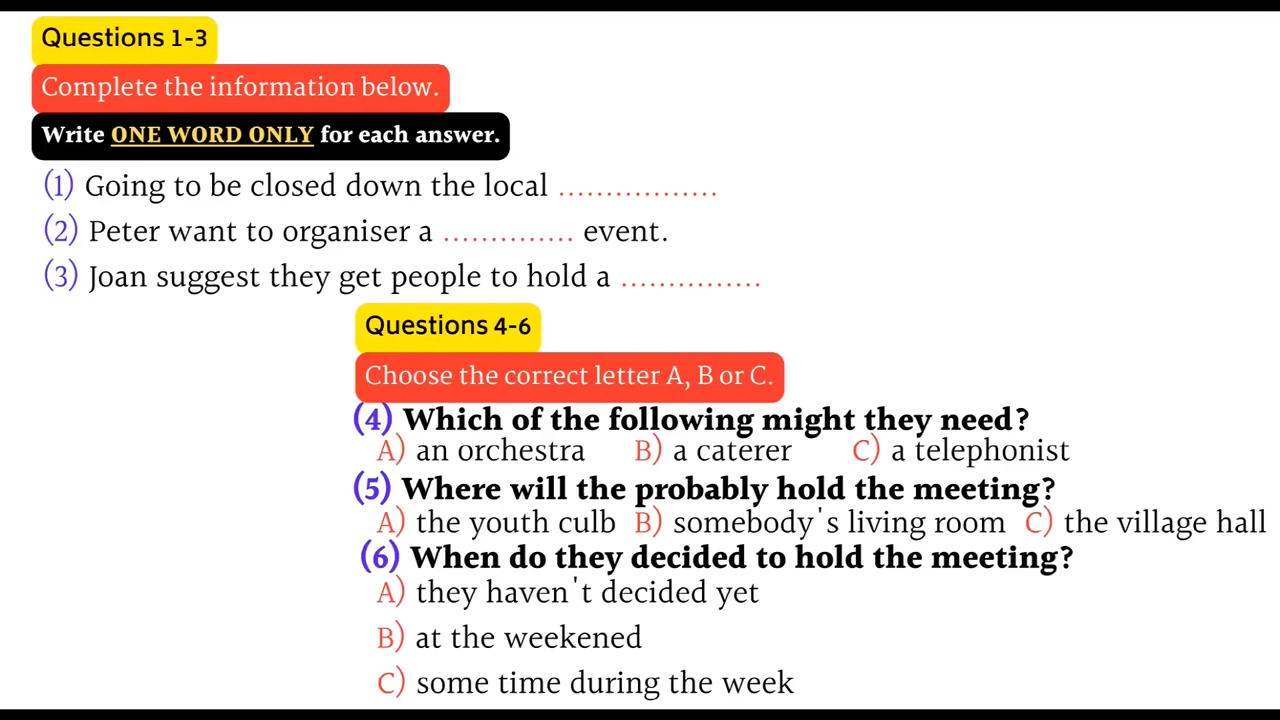 Questions 1-3
Complete the information below.
Write ONE WORD ONLY for each answer.
(1) Going to be closed down the local .................
(2) Peter want to organiser a .............. event.
(3) Joan suggest they get people to hold a ...............
Questions 4-6
Choose the correct letter A, B or C.
(4) Which of the following might they need?
A) an orchestra B) a caterer C) a telephonist
(5) Where will the probably hold the meeting?
A) the youth culb B) somebody's living room C) the village hall
(6) When do they decided to hold the meeting?
A) they haven't decided yet
B) at the weekened
C) some time during the week